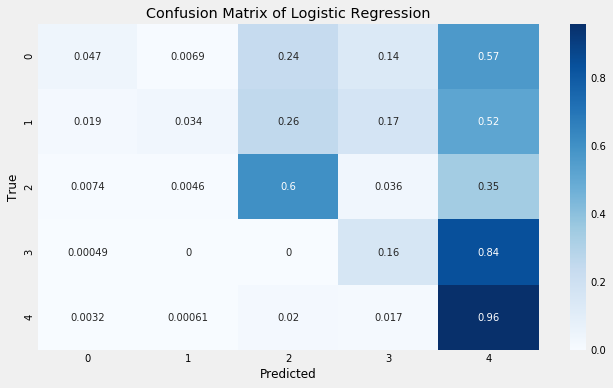 Confusion Matrix of Logistic Regression
0 0.047 0.0069 0.24 0.14 0.57
1 0.019 0.034 0.26 0.17 0.52
2 0.0074 0.0046 0.6 0.036 0.35
3 0.00049 0 0 0.16 0.84
4 0.0032 0.00061 0.02 0.017 0.96
0 1 2 3 4
True
Predicted
0.8
0.6
0.4
0.2
0.0